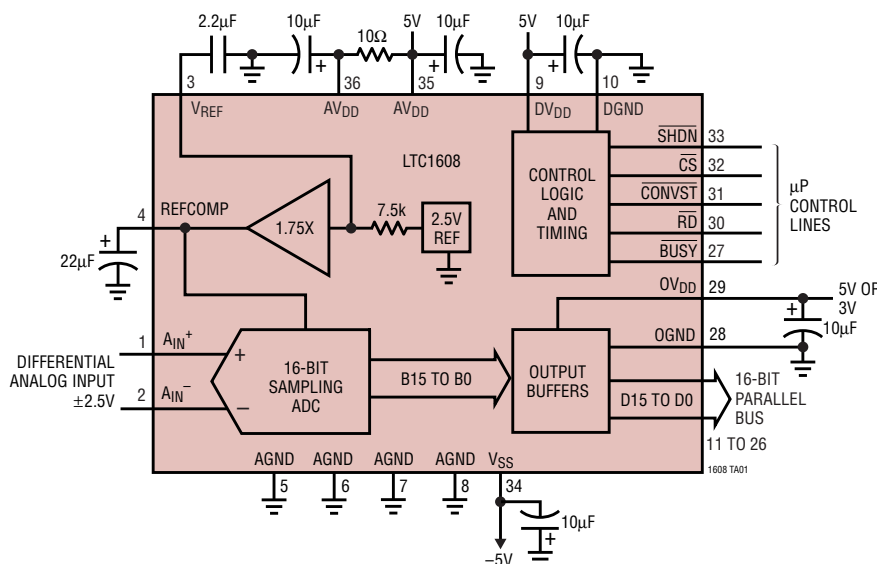 2.2µF
10µF
10Ω
5V
10µF
5V
10µF
3
36
35
9
10
VREF
AVDD
AVDD
DVDD
DGND
LTC1608
SHDN
33
CS
32
CONVST
31
RD
30
BUSY
27
µP
CONTROL
LINES
CONTROL
LOGIC
AND
TIMING
4
REFCOMP
1.75X
7.5k
2.5V
REF
22µF
OVDD
29
5V OR
3V
10µF
OGND
28
1
AIN+
DIFFERENTIAL
ANALOG INPUT
±2.5V
2
AIN−
+
−
16-BIT
SAMPLING
ADC
B15 TO B0
OUTPUT
BUFFERS
D15 TO D0
16-BIT
PARALLEL
BUS
11 TO 26
1608 TA01
AGND
AGND
AGND
AGND
VSS
5
6
7
8
34
10µF
–5V